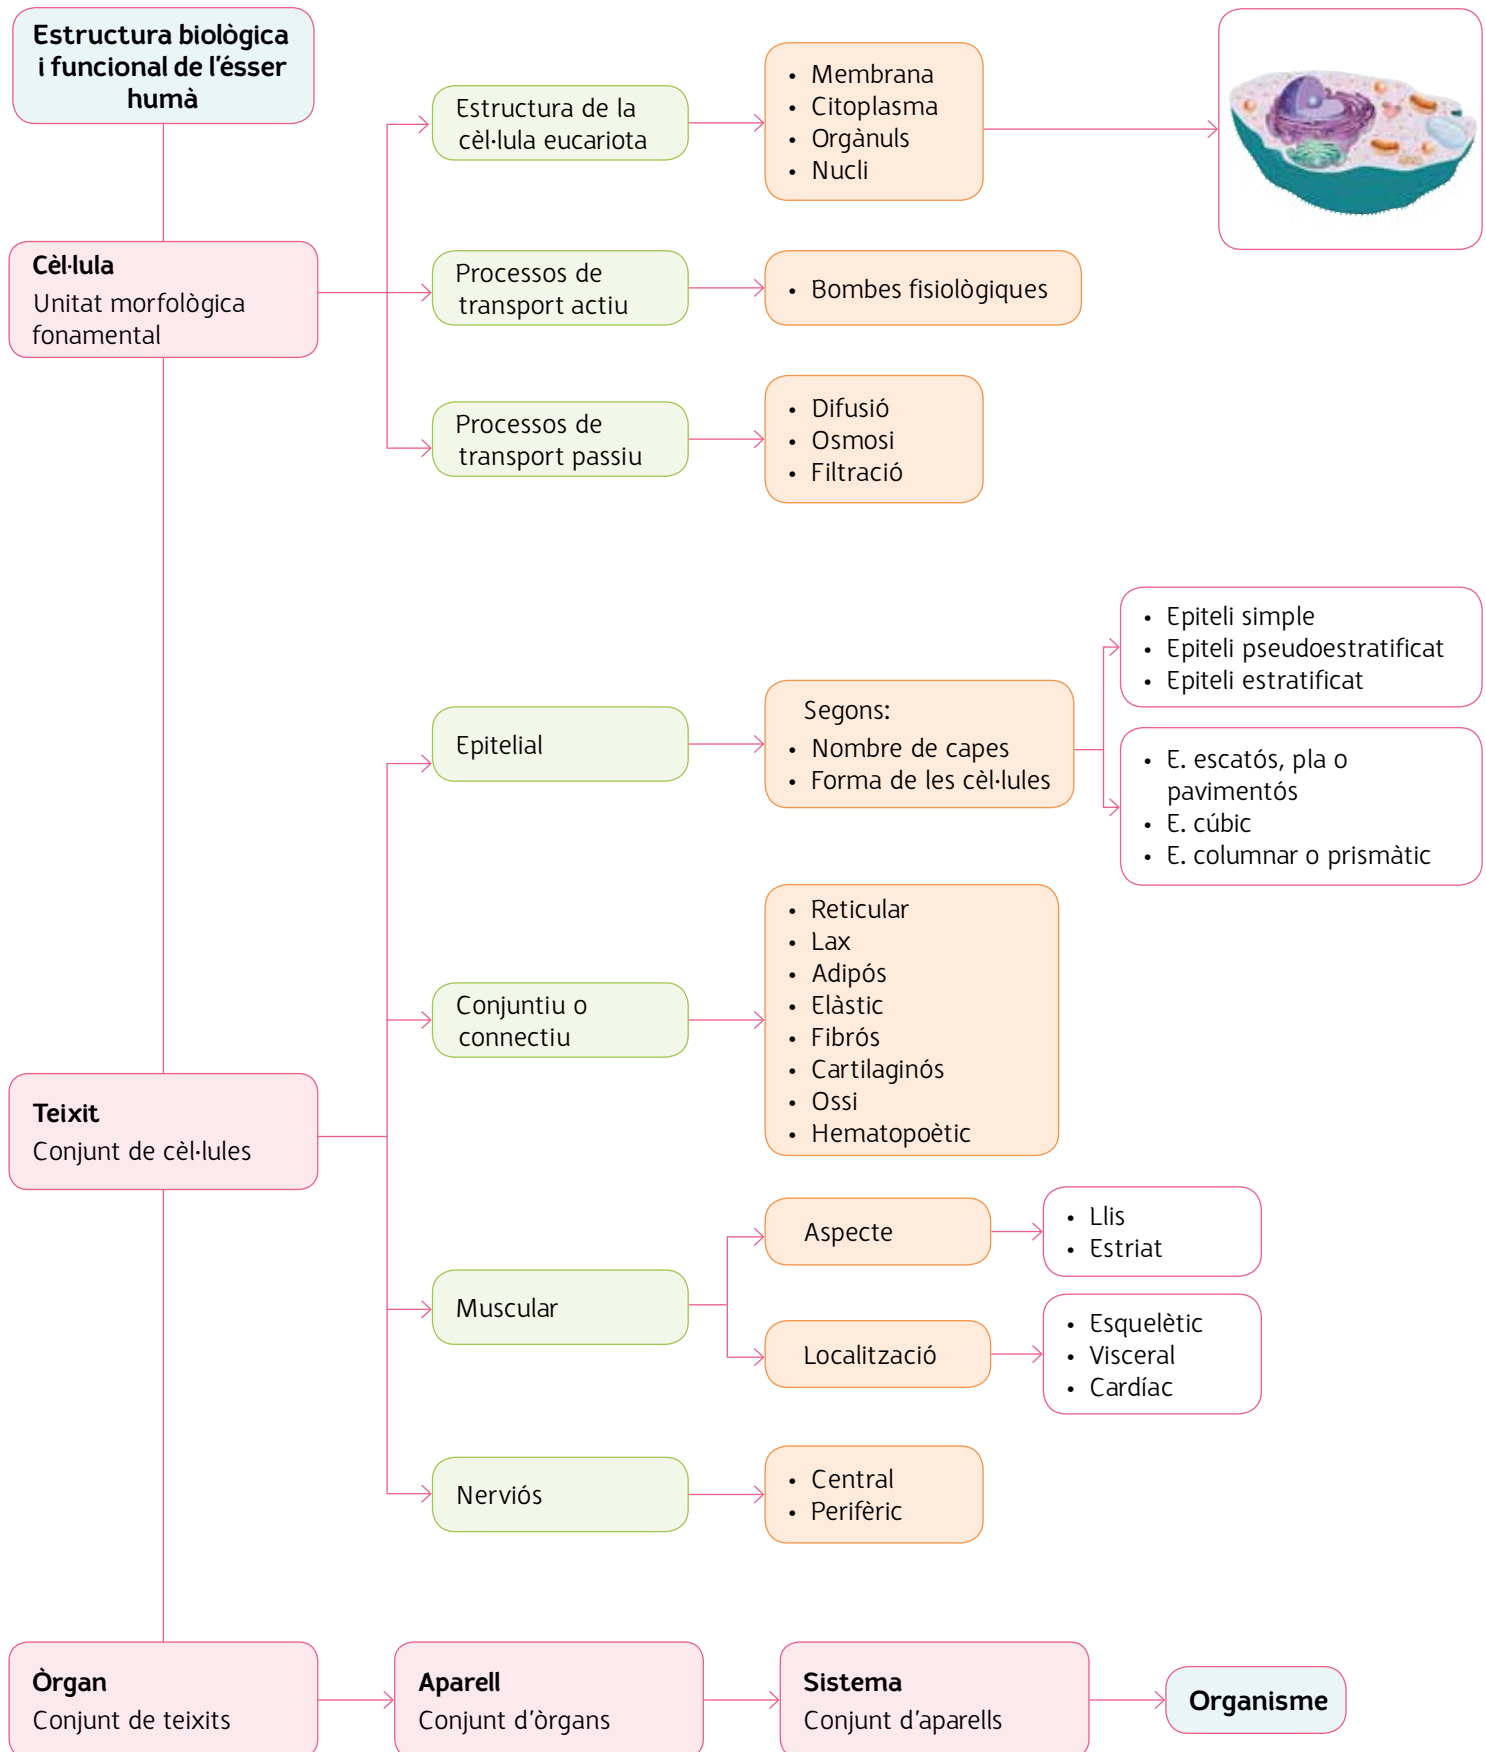 Estructura biològica
i funcional de l'ésser
humà
Estructura de la
cèl·lula eucariota
• Membrana
• Citoplasma
• Orgànuls
• Nucli
Cèl·lula
Unitat morfològica
fonamental
Processos de
transport actiu
• Bombes fisiològiques
Processos de
transport passiu
• Difusió
• Osmosi
• Filtració
Epitelial
Segons:
• Nombre de capes
• Forma de les cèl·lules
• Epiteli simple
• Epiteli pseudoestratificat
• Epiteli estratificat
• E. escatós, pla o
pavimentós
• E. cúbic
• E. columnar o prismàtic
Teixit
Conjunt de cèl·lules
Conjuntiu o
connectiu
• Reticular
• Lax
• Adipós
• Elàstic
• Fibrós
• Cartilaginós
• Ossi
• Hematopoètic
Muscular
Aspecte
• Llis
• Estriat
Localització
• Esquelètic
• Visceral
• Cardíac
Nerviós
• Central
• Perifèric
Òrgan
Conjunt de teixits
Aparell
Conjunt d'òrgans
Sistema
Conjunt d'aparells
Organisme